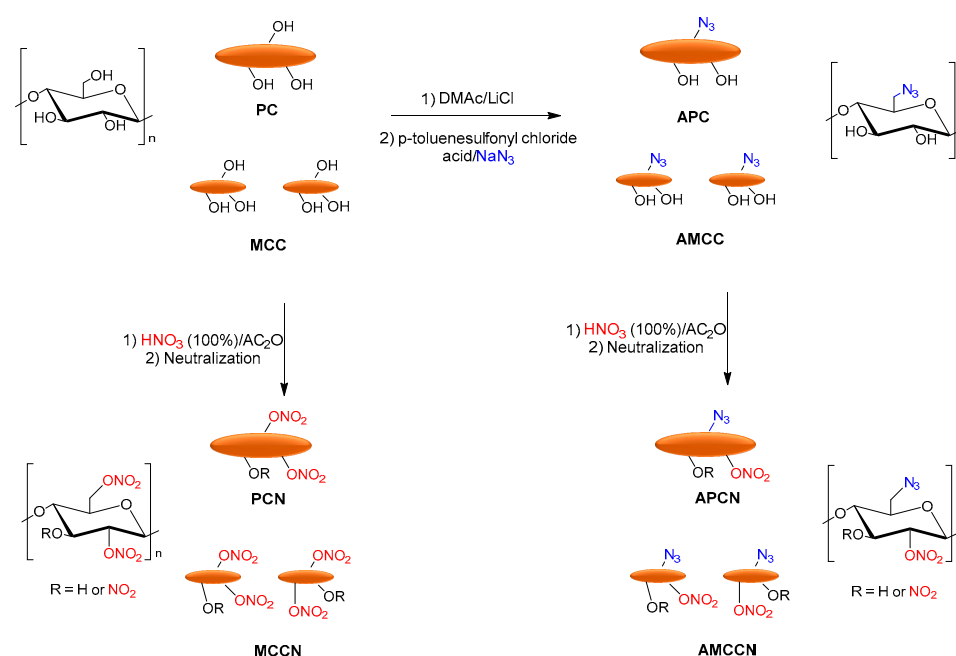 OH
N₃
OH
OH
PC
OH
O
O
HO
OH
n
1) DMAc/LiCl
2) p-toluenesulfonyl chloride
acid/NaN₃
OH
OH
APC
N₃
O
O
HO
OH
n
OH
OH
OH OH
OH OH
MCC
N₃
N₃
OH OH
OH OH
AMCC
1) HNO₃ (100%)/AC₂O
2) Neutralization
1) HNO₃ (100%)/AC₂O
2) Neutralization
ONO₂
OR
ONO₂
PCN
N₃
OR
ONO₂
APCN
ONO₂
O
O
RO
ONO₂
n
R = H or NO₂
ONO₂
ONO₂
OR
ONO₂
ONO₂
OR
MCCN
N₃
N₃
OR
ONO₂
ONO₂
OR
AMCCN
N₃
O
O
RO
ONO₂
n
R = H or NO₂